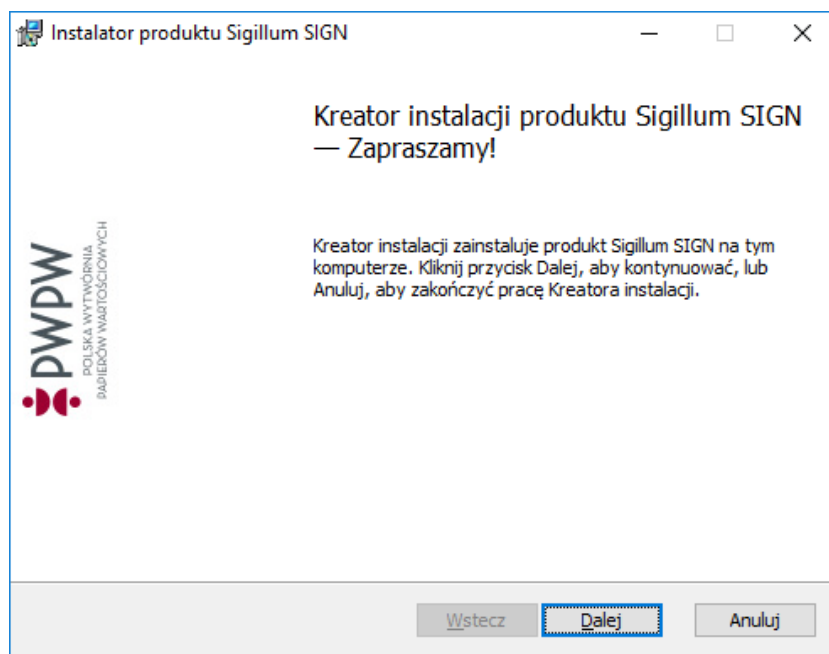 Instalator produktu Sigillum SIGN
Kreator instalacji produktu Sigillum SIGN
— Zapraszamy!
Kreator instalacji zainstaluje produkt Sigillum SIGN na tym
komputerze. Kliknij przycisk Dalej, aby kontynuować, lub
Anuluj, aby zakończyć pracę Kreatora instalacji.
PWPW
POLSKA WYTWÓRNIA
PAPIERÓW WARTOŚCIOWYCH
Wstecz
Dalej
Anuluj